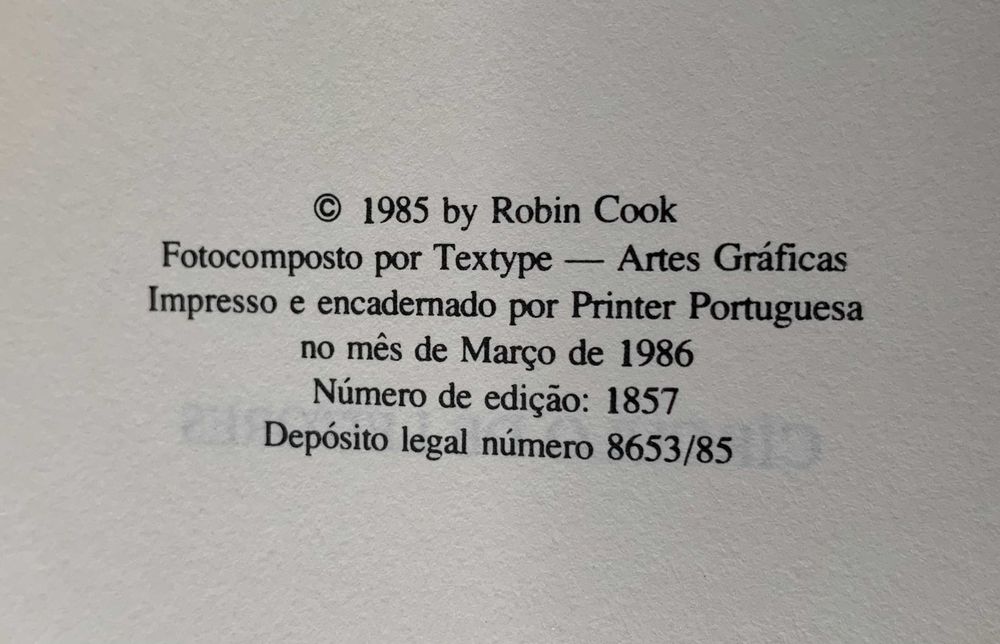 © 1985 by Robin Cook
Fotocomposto por Textype — Artes Gráficas
Impresso e encadernado por Printer Portuguesa
no mês de Março de 1986
Número de edição: 1857
Depósito legal número 8653/85